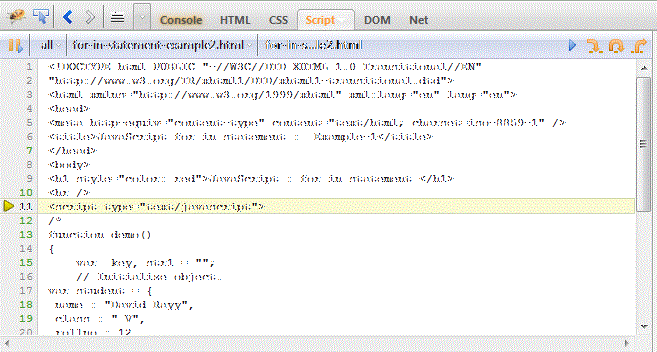 Console HTML CSS Script DOM Net
all for-in-statement-example2.html for-in-s...le2.html
1 <!DOCTYPE html PUBLIC "-//W3C//DTD XHTML 1.0 Transitional//EN"
2 "http://www.w3.org/TR/xhtml1/DTD/xhtml1-transitional.dtd">
3 <html xmlns="http://www.w3.org/1999/xhtml" xml:lang="en" lang="en">
4 <head>
5 <meta http-equiv="content-type" content="text/html; charset=iso-8859-1" />
6 <title>JavaScript for in statement : Example-1</title>
7 </head>
8 <body>
9 <h1 style="color: red">JavaScript : for in statement </h1>
10 <hr />
11 <script type="text/javascript">
12 /*
13 function demo()
14 {
15 var key, str1 = "";
16 // Initialize object.
17 var student = {
18 name : "David Rayy",
19 class : " V",
20 rollno : 12